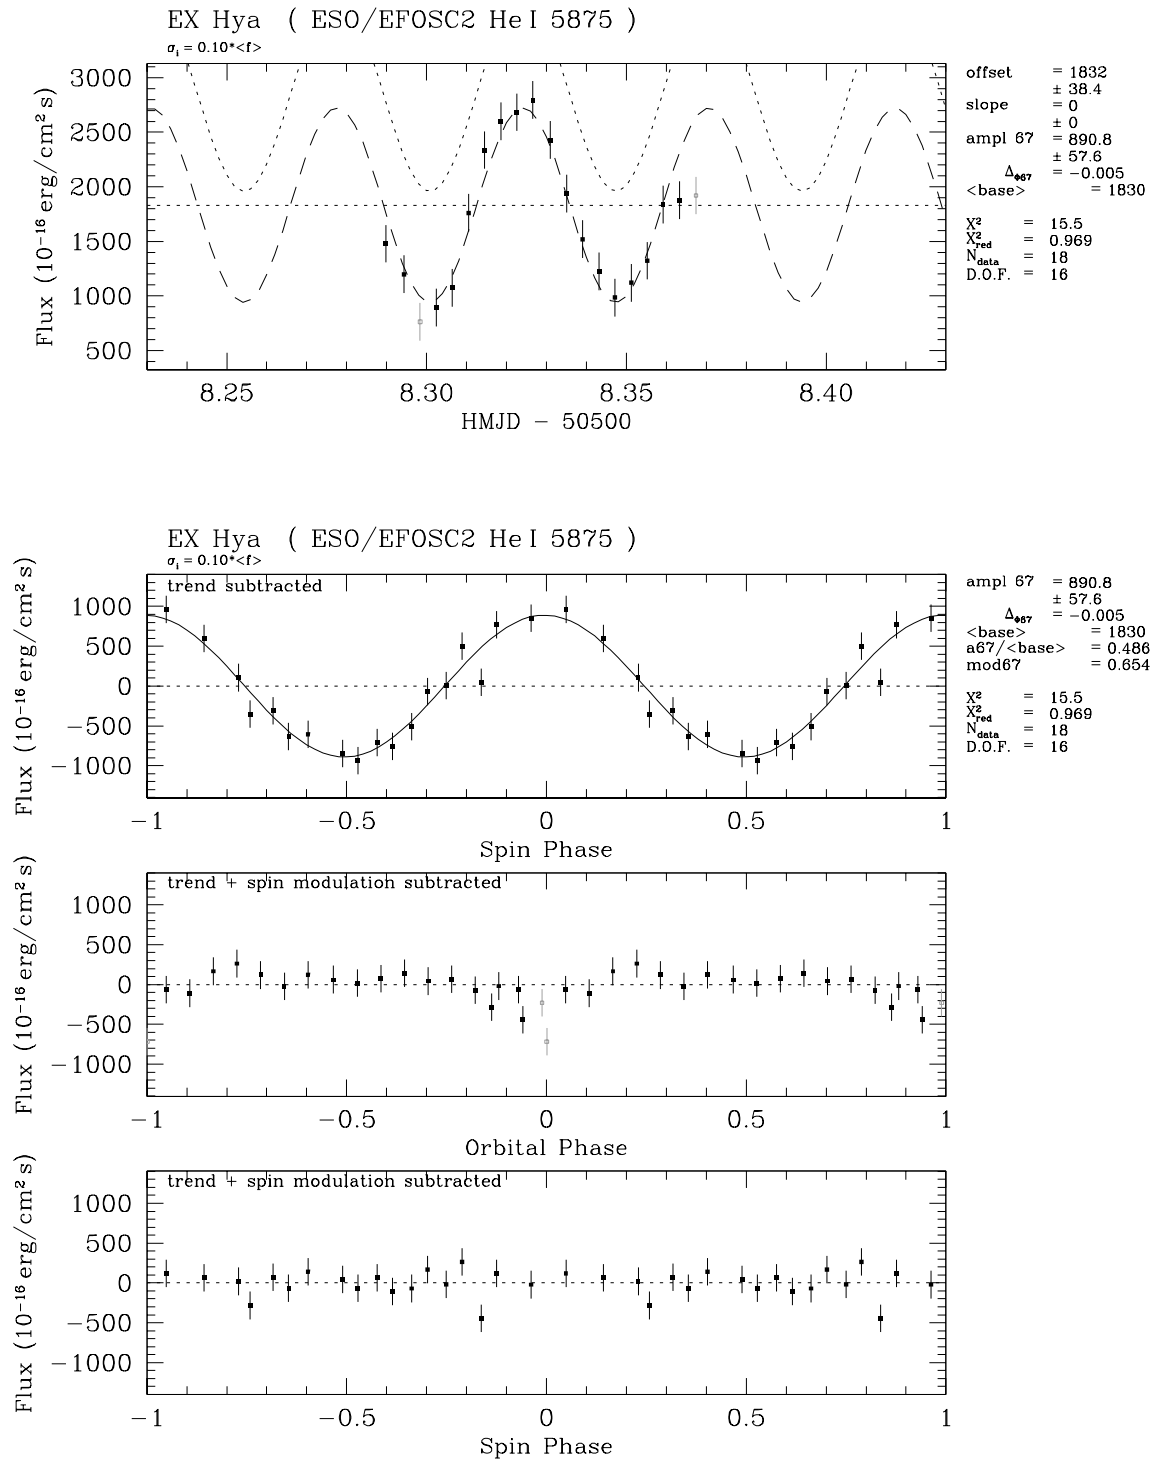 EX Hya ( ESO/EFOSC2 He I 5875 )
σi = 0.10*<f>
3000
2500
2000
1500
1000
500
Flux (10−16 erg/cm2 s)
8.25 8.30 8.35 8.40
HMJD − 50500
offset = 1832
± 38.4
slope = 0
± 0
ampl 67 = 890.8
± 57.6
ΔΦ67 = −0.005
<base> = 1830
X2 = 15.5
X2red = 0.969
Ndata = 18
D.O.F. = 16
EX Hya ( ESO/EFOSC2 He I 5875 )
σi = 0.10*<f>
trend subtracted
1000
500
0
−500
−1000
Flux (10−16 erg/cm2 s)
−1 −0.5 0 0.5 1
Spin Phase
ampl 67 = 890.8
± 57.6
ΔΦ67 = −0.005
<base> = 1830
a67/<base> = 0.486
mod67 = 0.654
X2 = 15.5
X2red = 0.969
Ndata = 18
D.O.F. = 16
trend + spin modulation subtracted
1000
500
0
−500
−1000
Flux (10−16 erg/cm2 s)
−1 −0.5 0 0.5 1
Orbital Phase
trend + spin modulation subtracted
1000
500
0
−500
−1000
Flux (10−16 erg/cm2 s)
−1 −0.5 0 0.5 1
Spin Phase